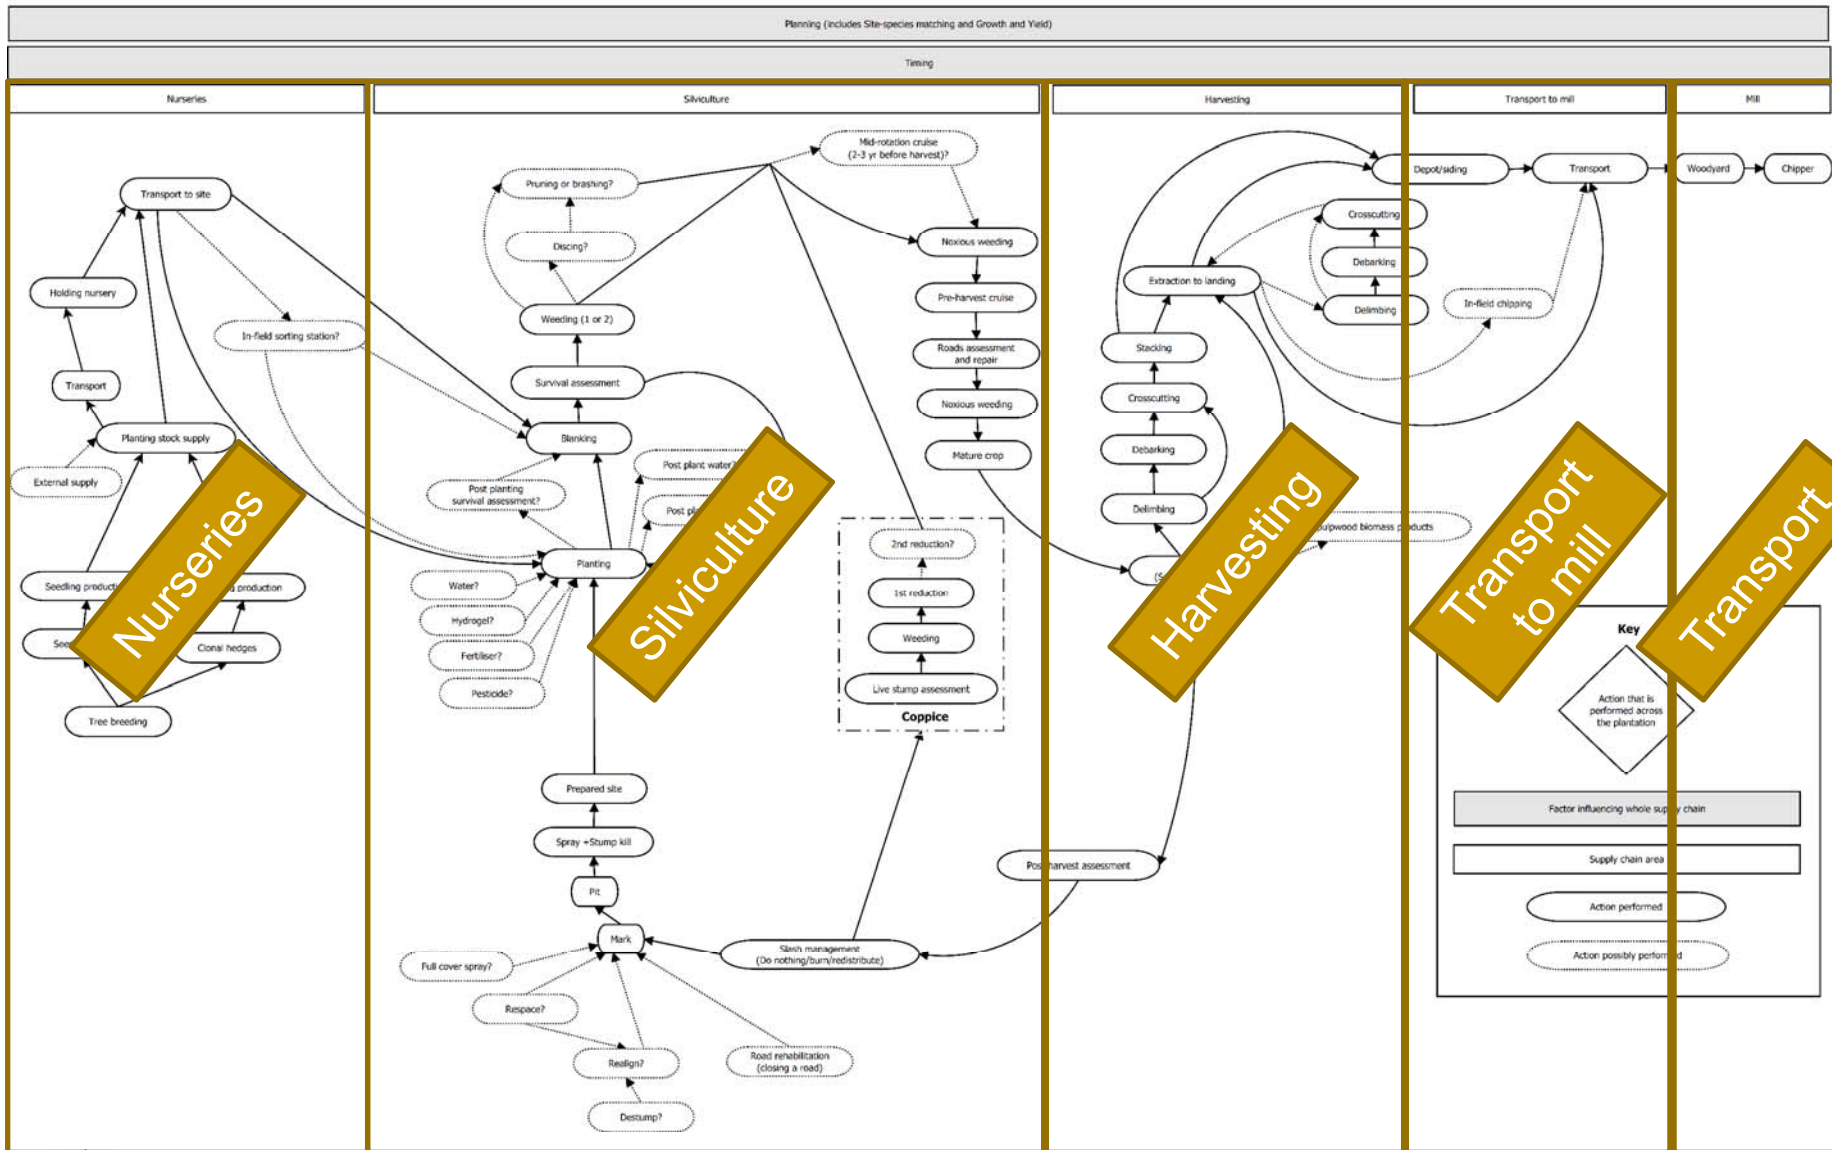 Planning (includes Site-species matching and Growth and Yield)
Timing
Nurseries
Silviculture
Harvesting
Transport to mill
Mill
Transport to site
Holding nursery
In-field sorting station?
Transport
Planting stock supply
External supply
Seedling production
production
Clonal hedges
Tree breeding
Nurseries
Mid-rotation cruise
(2-3 yr before harvest)?
Pruning or brashing?
Discing?
Weeding (1 or 2)
Survival assessment
Blanking
Post plant water?
Post planting
survival assessment?
Planting
Water?
Hydrogel?
Fertiliser?
Pesticide?
Noxious weeding
Pre-harvest cruise
Roads assessment
and repair
Noxious weeding
Mature crop
2nd reduction?
1st reduction
Weeding
Live stump assessment
Coppice
Silviculture
Prepared site
Spray +Stump kill
Pit
Mark
Slash management
(Do nothing/burn/redistribute)
Full cover spray?
Respace?
Realign?
Destump?
Road rehabilitation
(closing a road)
Depot/siding
Crosscutting
Debarking
Delimbing
Extraction to landing
Stacking
Crosscutting
Debarking
Delimbing
pulpwood biomass products
Harvesting
Post harvest assessment
Transport
In-field chipping
Transport
to mill
Woodyard
Chipper
Transport
Key
Action that is
performed across
the plantation
Factor influencing whole supply chain
Supply chain area
Action performed
Action possibly performed